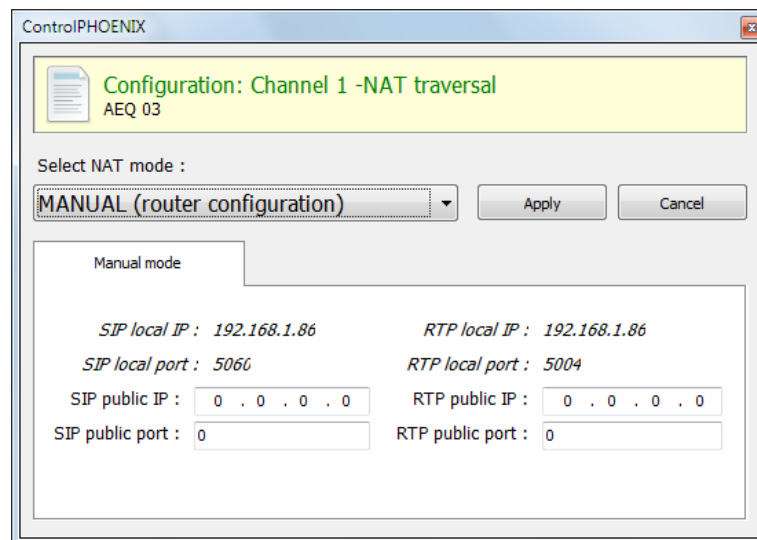 ControlPHOENIX
Configuration: Channel 1 -NAT traversal
AEQ 03
Select NAT mode :
MANUAL (router configuration) Apply Cancel
Manual mode
SIP local IP : 192.168.1.86 RTP local IP : 192.168.1.86
SIP local port : 5060 RTP local port : 5004
SIP public IP : 0 . 0 . 0 . 0 RTP public IP : 0 . 0 . 0 . 0
SIP public port : 0 RTP public port : 0